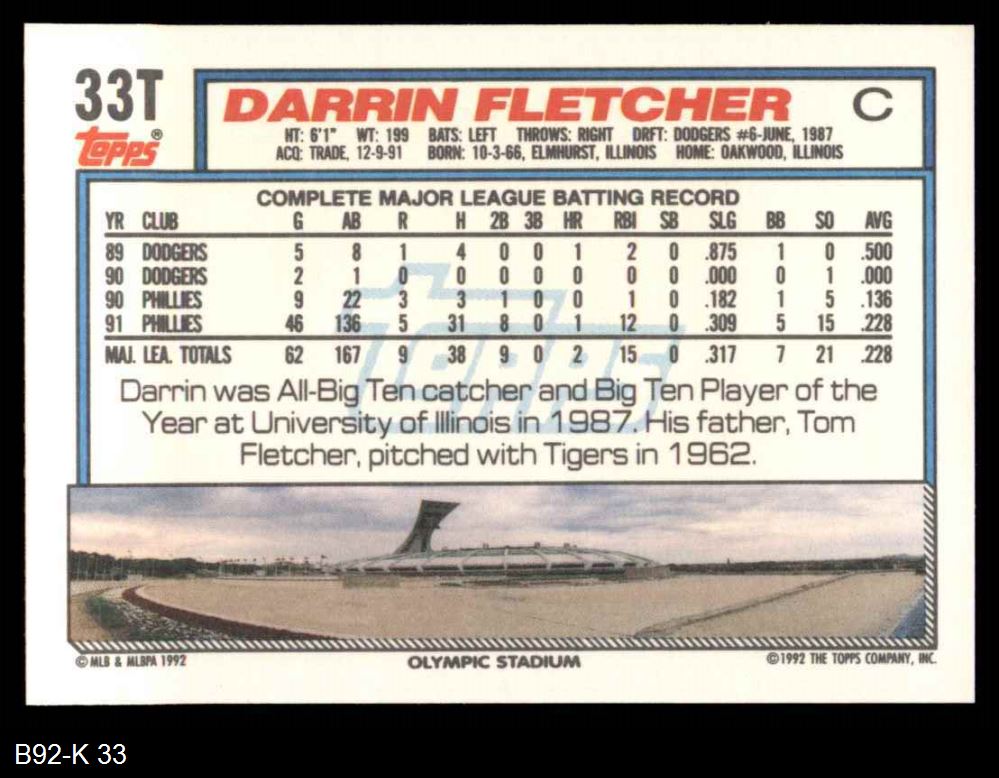 33T
Topps®
DARRIN FLETCHER C
HT: 6'1" WT: 199 BATS: LEFT THROWS: RIGHT DRFT: DODGERS #6-JUNE, 1987
ACQ: TRADE, 12-9-91 BORN: 10-3-66, ELMHURST, ILLINOIS HOME: OAKWOOD, ILLINOIS
COMPLETE MAJOR LEAGUE BATTING RECORD
YR CLUB G AB R H 2B 3B HR RBI SB SLG BB SO AVG
89 DODGERS 5 8 1 4 0 0 1 2 0 .875 1 0 .500
90 DODGERS 2 1 0 0 0 0 0 0 0 .000 0 1 .000
90 PHILLIES 9 22 3 3 1 0 0 1 0 .182 1 5 .136
91 PHILLIES 46 136 5 31 8 0 1 12 0 .309 5 15 .228
MAJ. LEA. TOTALS 62 167 9 38 9 0 2 15 0 .317 7 21 .228
topps
Darrin was All-Big Ten catcher and Big Ten Player of the
Year at University of Illinois in 1987. His father, Tom
Fletcher, pitched with Tigers in 1962.
© MLB & MLBPA 1992 OLYMPIC STADIUM ©1992 THE TOPPS COMPANY, INC.
B92-K 33